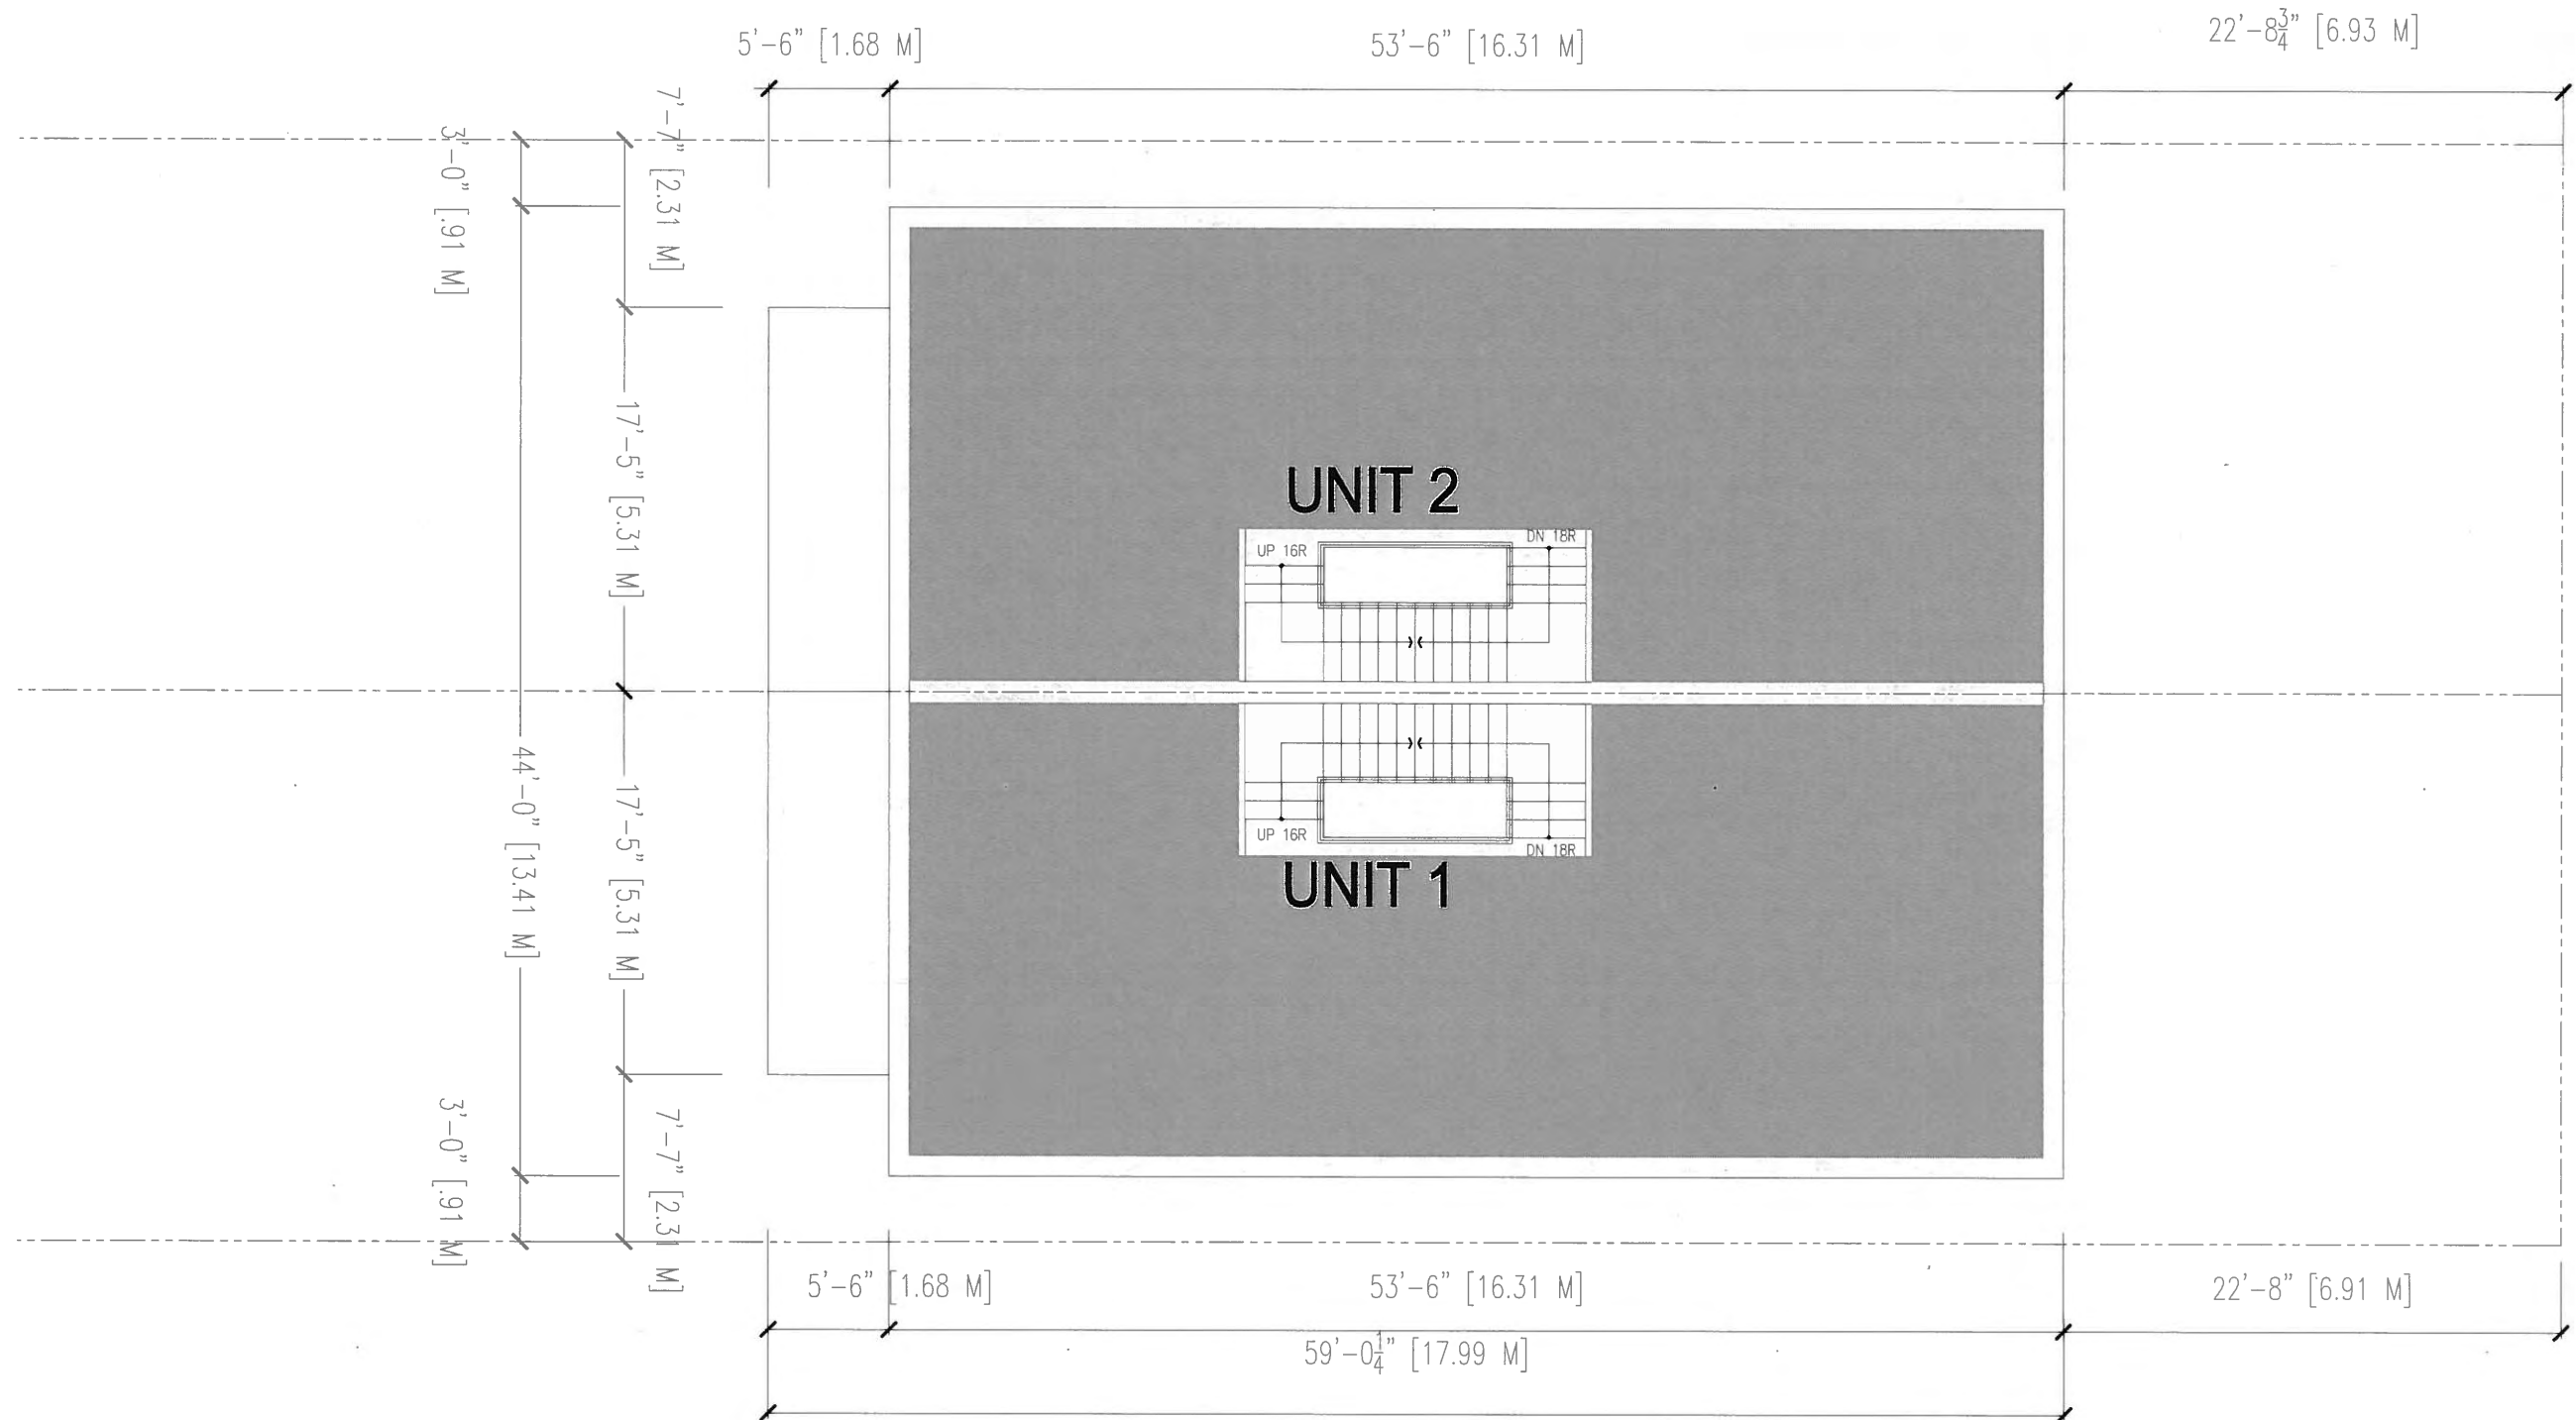 5'-6" [1.68 M]
53'-6" [16.31 M]
22'-8¾" [6.93 M]
3'-0" [.91 M]
7'-7" [2.31 M]
17'-5" [5.31 M]
UNIT 2
UP 16R
DN 18R
44'-0" [13.41 M]
17'-5" [5.31 M]
UP 16R
DN 18R
UNIT 1
3'-0" [.91 M]
7'-7" [2.31 M]
5'-6" [1.68 M]
53'-6" [16.31 M]
22'-8" [6.91 M]
59'-0¼" [17.99 M]